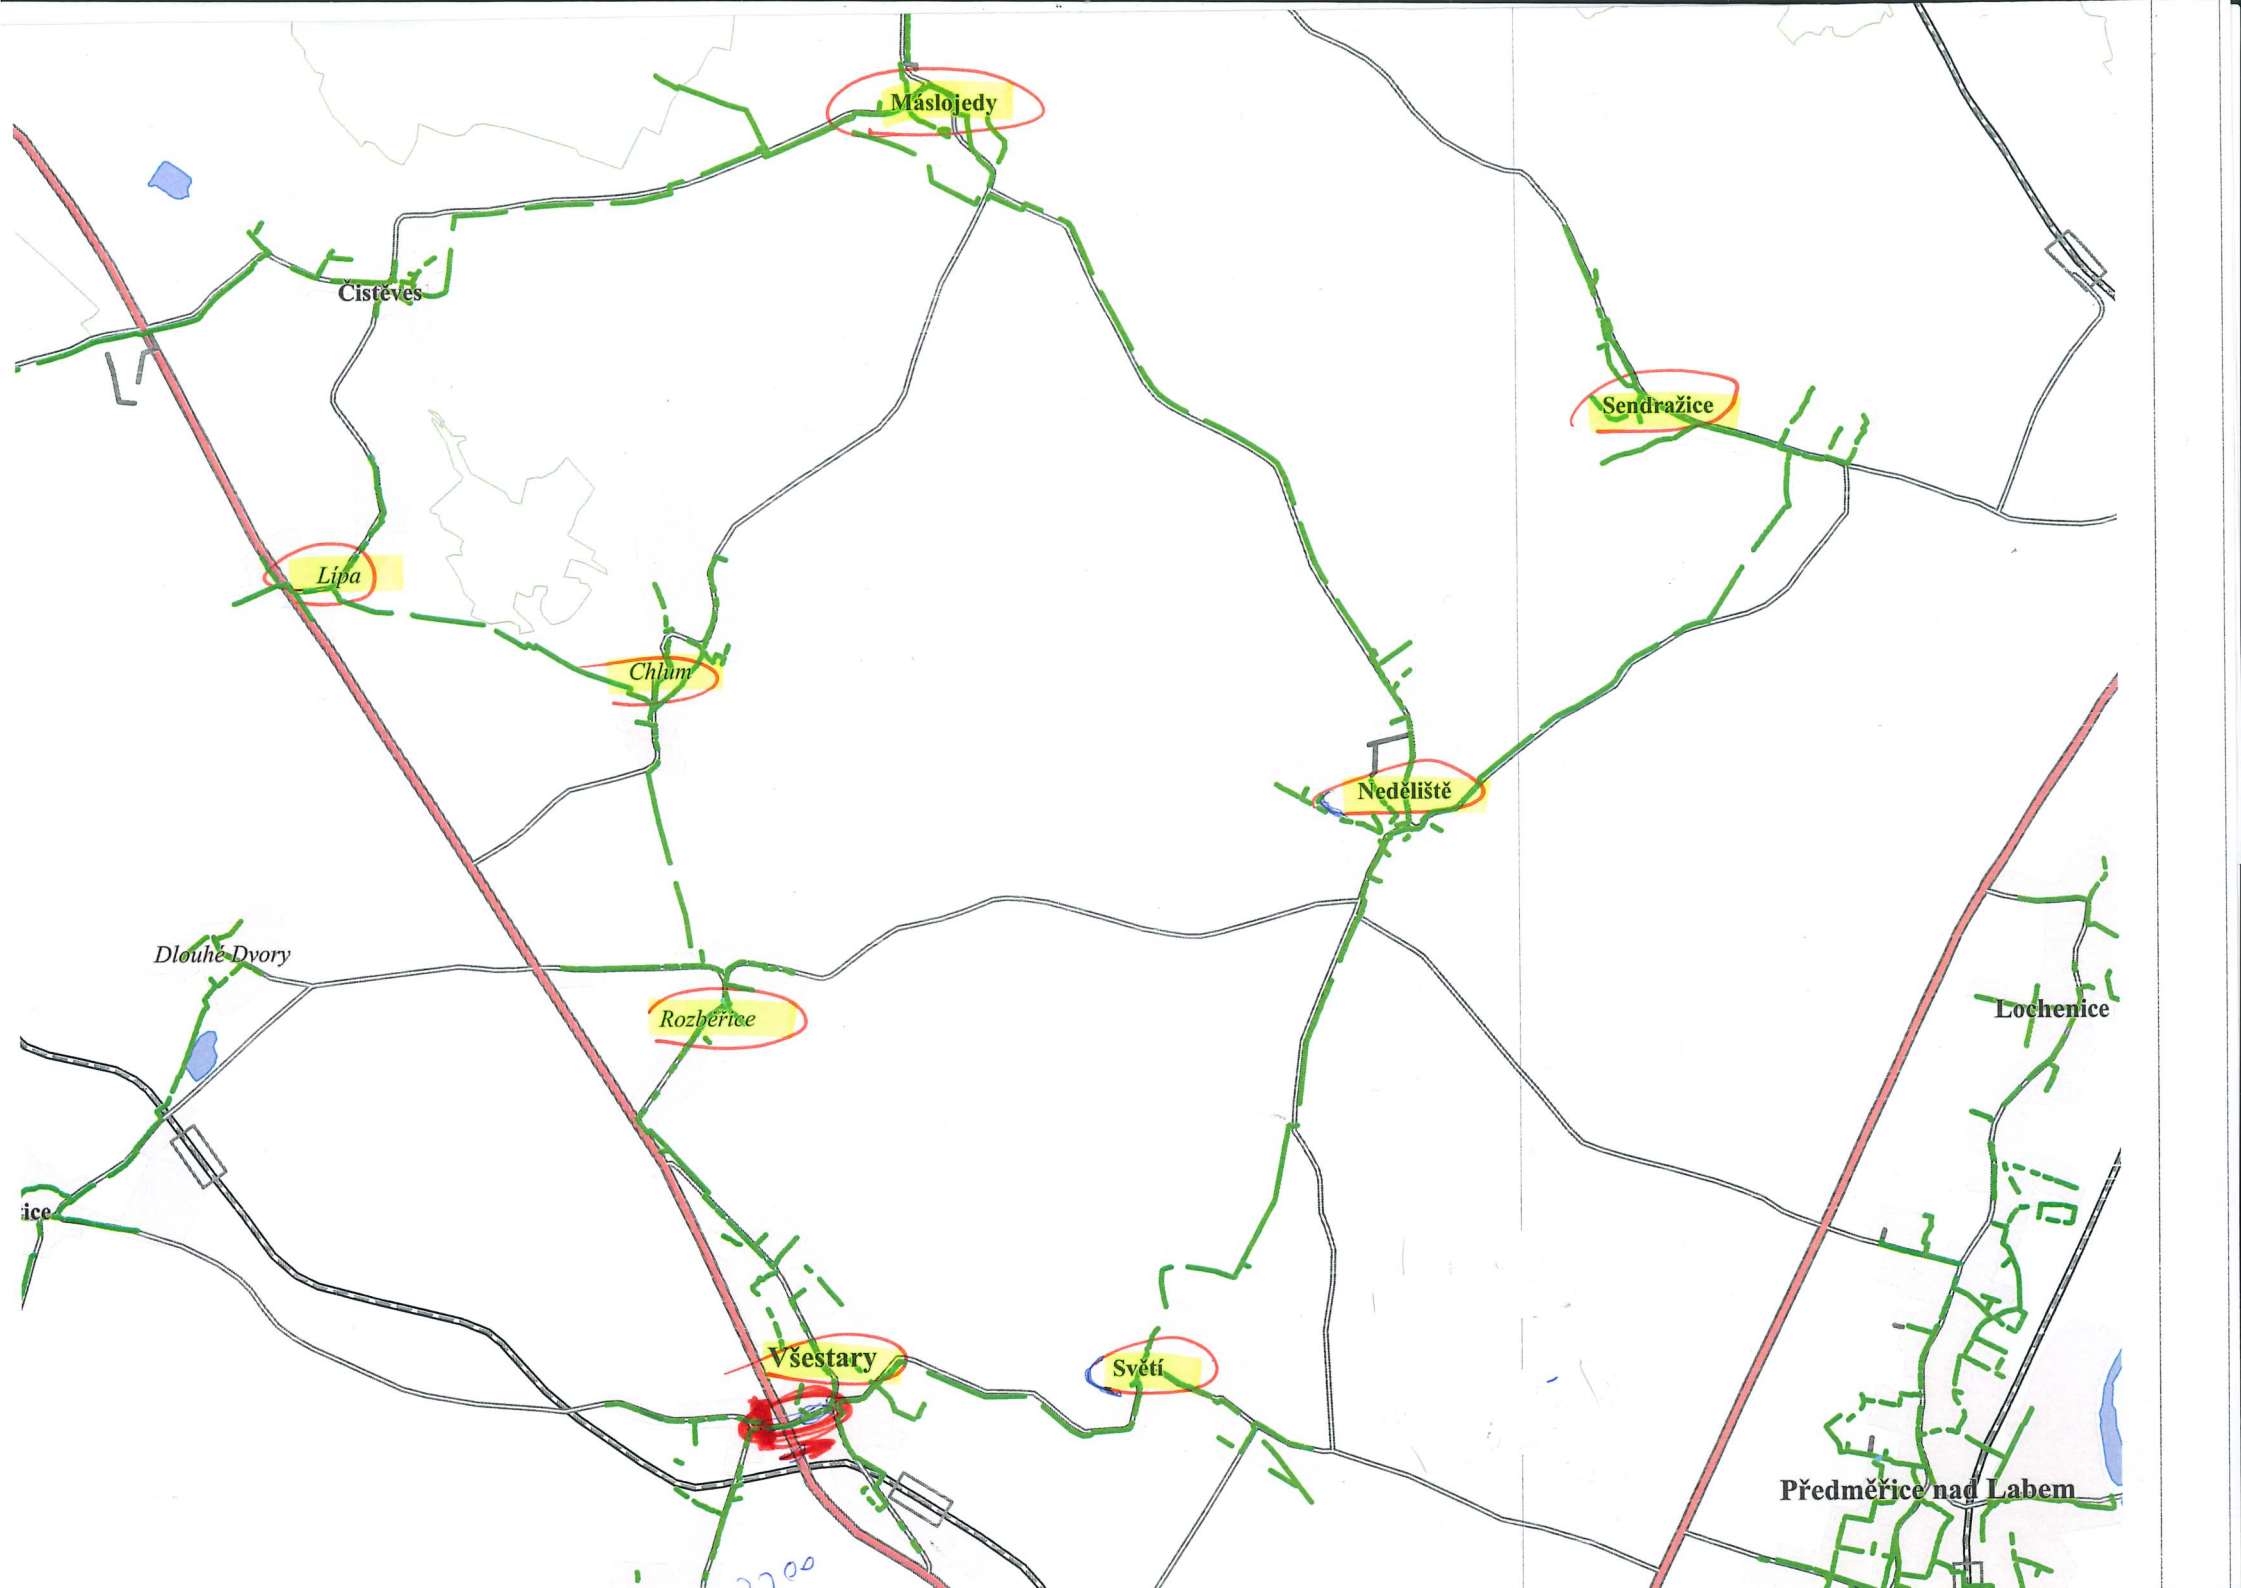 Máslojedy
Čistěves
Sendražice
Lípa
Chlum
Neděliště
Dlouhé Dvory
Lochenice
Rozběřice
ice
Všestary
Světí
Předměřice nad Labem